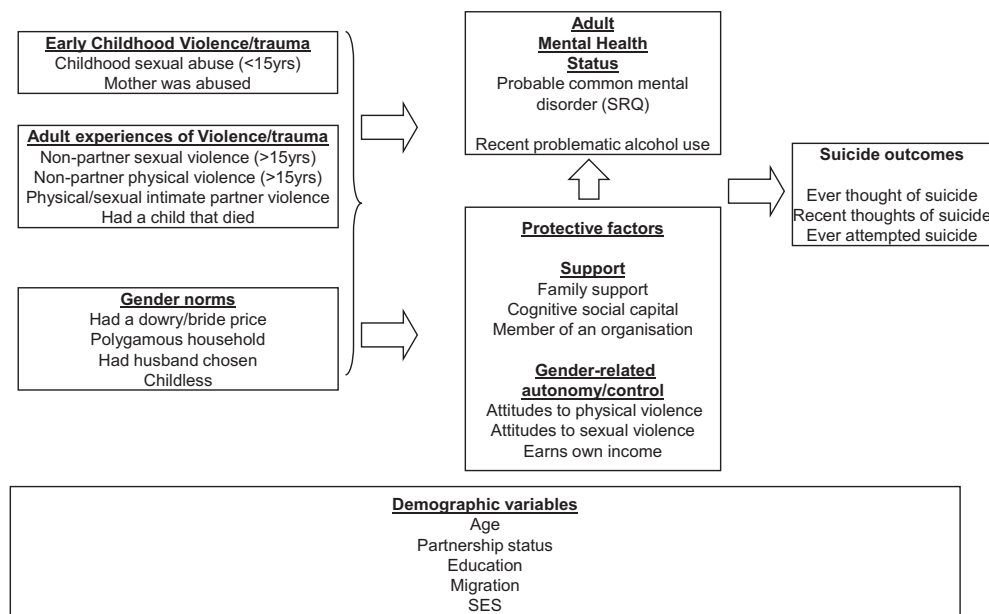 Early Childhood Violence/trauma
Childhood sexual abuse (<15yrs)
Mother was abused
Adult experiences of Violence/trauma
Non-partner sexual violence (>15yrs)
Non-partner physical violence (>15yrs)
Physical/sexual intimate partner violence
Had a child that died
Gender norms
Had a dowry/bride price
Polygamous household
Had husband chosen
Childless
Adult
Mental Health
Status
Probable common mental
disorder (SRQ)
Recent problematic alcohol use
Protective factors
Support
Family support
Cognitive social capital
Member of an organisation
Gender-related
autonomy/control
Attitudes to physical violence
Attitudes to sexual violence
Earns own income
Suicide outcomes
Ever thought of suicide
Recent thoughts of suicide
Ever attempted suicide
Demographic variables
Age
Partnership status
Education
Migration
SES